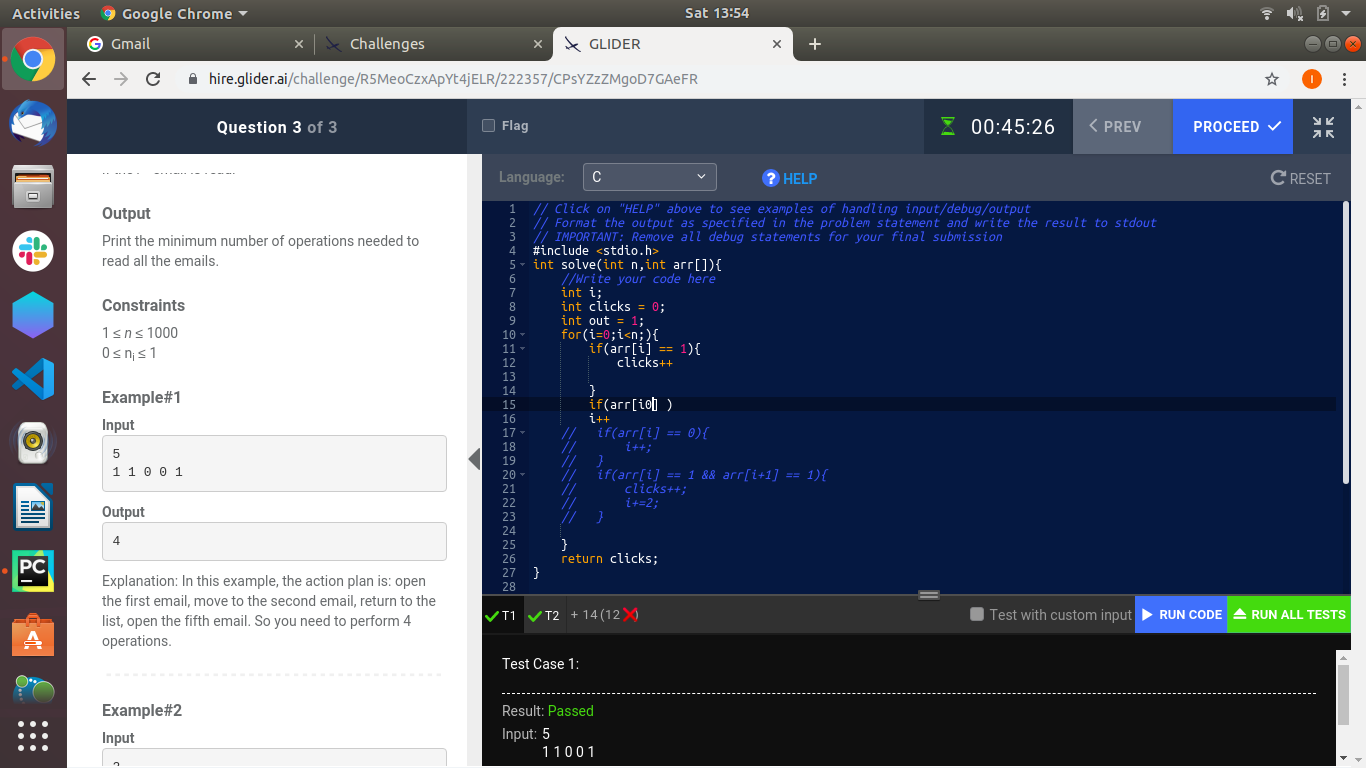 Activities
Google Chrome
Sat 13:54
Gmail
Challenges
GLIDER
hire.glider.ai/challenge/R5MeoCzxApYt4jELR/222357/CPsYZzZMgoD7GAeFR
I
Question 3 of 3
Flag
00:45:26
PREV
PROCEED
Output
Print the minimum number of operations needed to
read all the emails.
Constraints
1 ≤ n ≤ 1000
0 ≤ ni ≤ 1
Example#1
Input
5
1 1 0 0 1
Output
4
Explanation: In this example, the action plan is: open
the first email, move to the second email, return to the
list, open the fifth email. So you need to perform 4
operations.
Example#2
Input
Language:
C
? HELP
RESET
1 // Click on "HELP" above to see examples of handling input/debug/output
2 // Format the output as specified in the problem statement and write the result to stdout
3 // IMPORTANT: Remove all debug statements for your final submission
4 #include <stdio.h>
5 int solve(int n,int arr[]){
6 //Write your code here
7 int i;
8 int clicks = 0;
9 int out = 1;
10 for(i=0;i<n;){
11 if(arr[i] == 1){
12 clicks++
13
14 }
15 if(arr[i0] )
16 i++
17 // if(arr[i] == 0){
18 // i++;
19 // }
20 // if(arr[i] == 1 && arr[i+1] == 1){
21 // clicks++;
22 // i+=2;
23 // }
24
25 }
26 return clicks;
27 }
28
T1
T2
+ 14 (12 )
Test with custom input
RUN CODE
RUN ALL TESTS
Test Case 1:
Result: Passed
Input: 5
1 1 0 0 1
PC